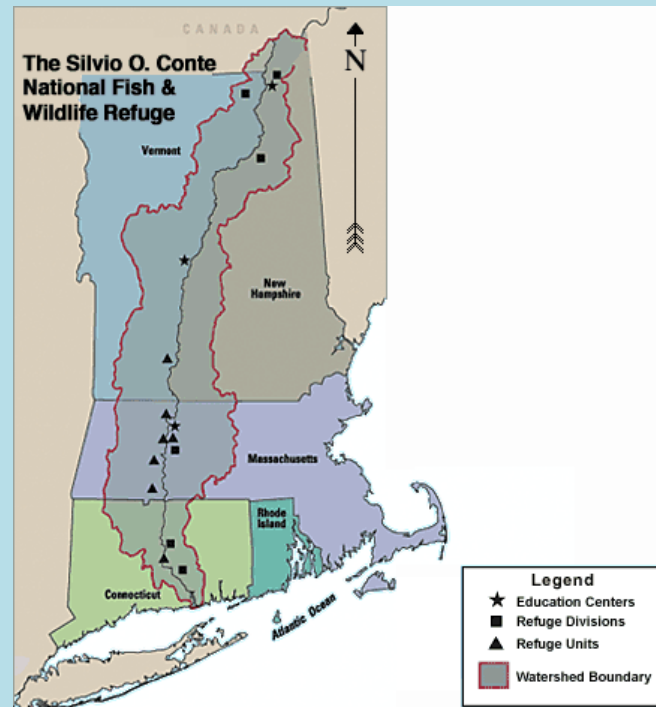 CANADA
The Silvio O. Conte
National Fish &
Wildlife Refuge
N
Vermont
New
Hampshire
Massachusetts
Rhode
Island
Connecticut
Atlantic Ocean
Legend
Education Centers
Refuge Divisions
Refuge Units
Watershed Boundary